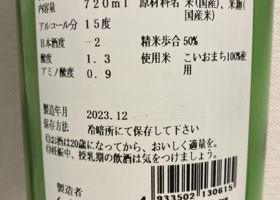 内容量 720ml 原材料名 米(国産)、米麹(国産米)
アルコール分 15度
日本酒度 -2 精米歩合 50%
酸度 1.3 使用米 こいおまち100%使用
アミノ酸度 0.9
製造年月 2023.12
保存方法 冷暗所にて保存して下さい
◎お酒は20歳になってから、おいしく適量を。
◎妊娠中、授乳期の飲酒は気をつけましょう。
製造者
4 933502 130615